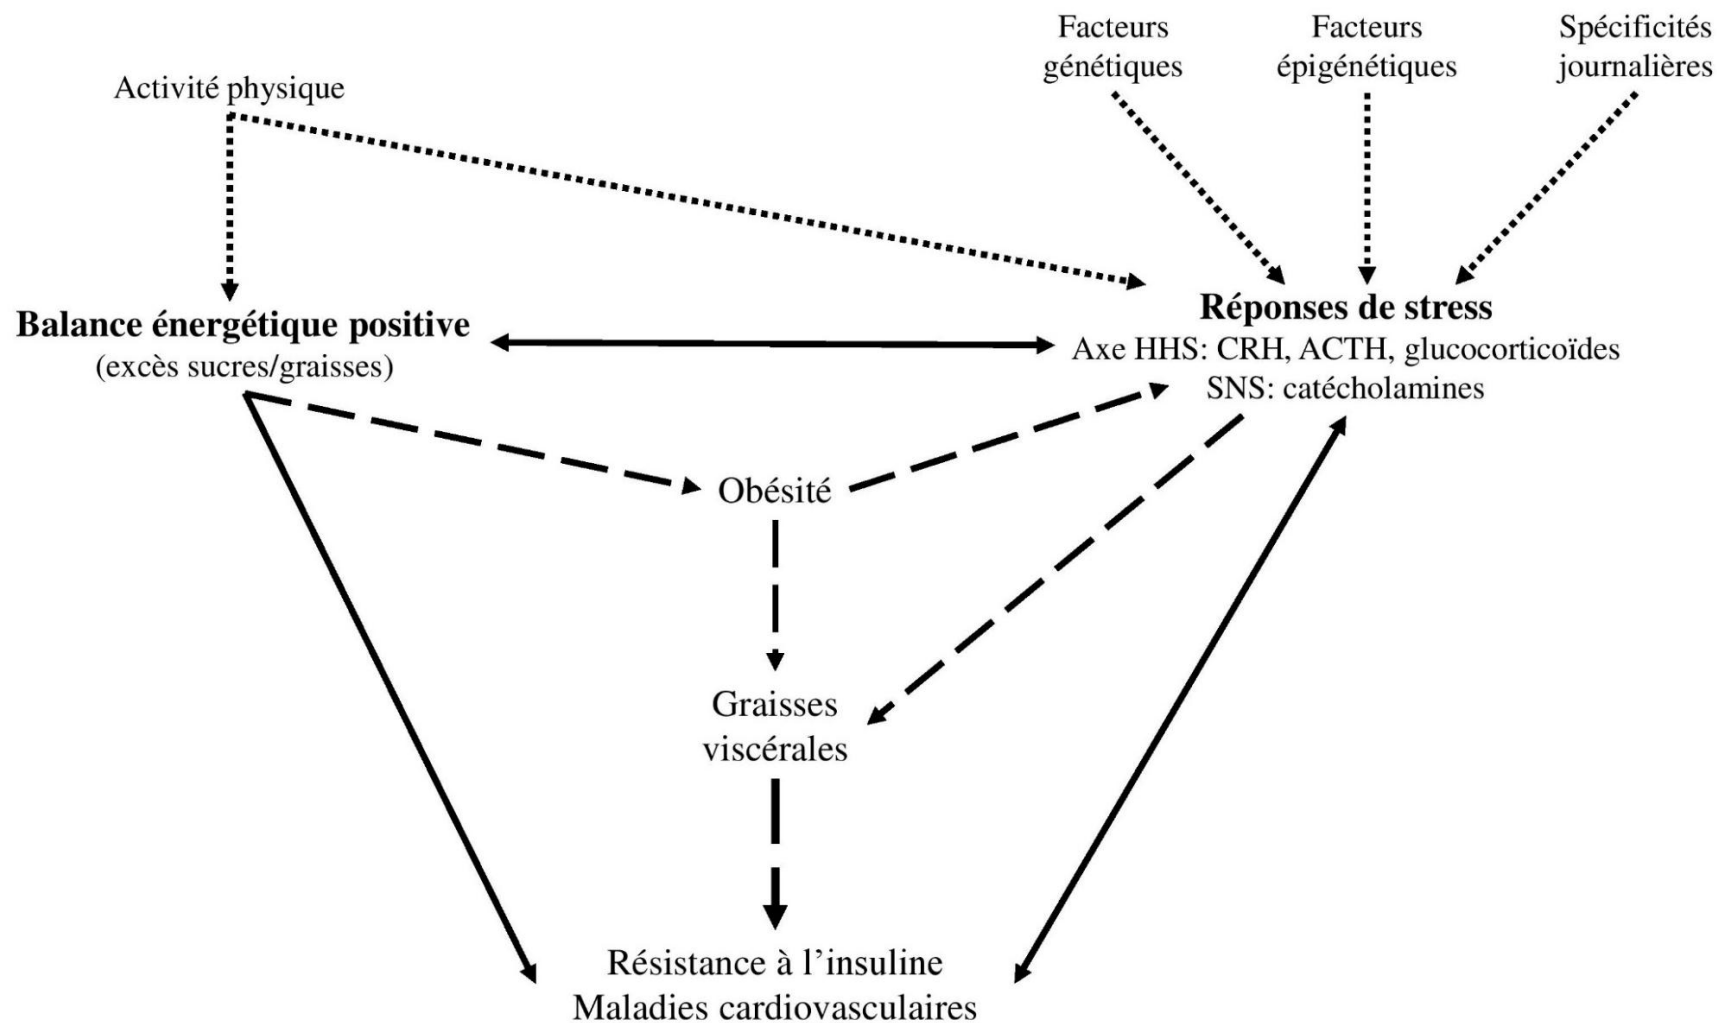 Facteurs
génétiques
Facteurs
épigénétiques
Spécificités
journalières
Activité physique
Balance énergétique positive
(excès sucres/graisses)
Réponses de stress
Axe HHS: CRH, ACTH, glucocorticoïdes
SNS: catécholamines
Obésité
Graisses
viscérales
Résistance à l’insuline
Maladies cardiovasculaires